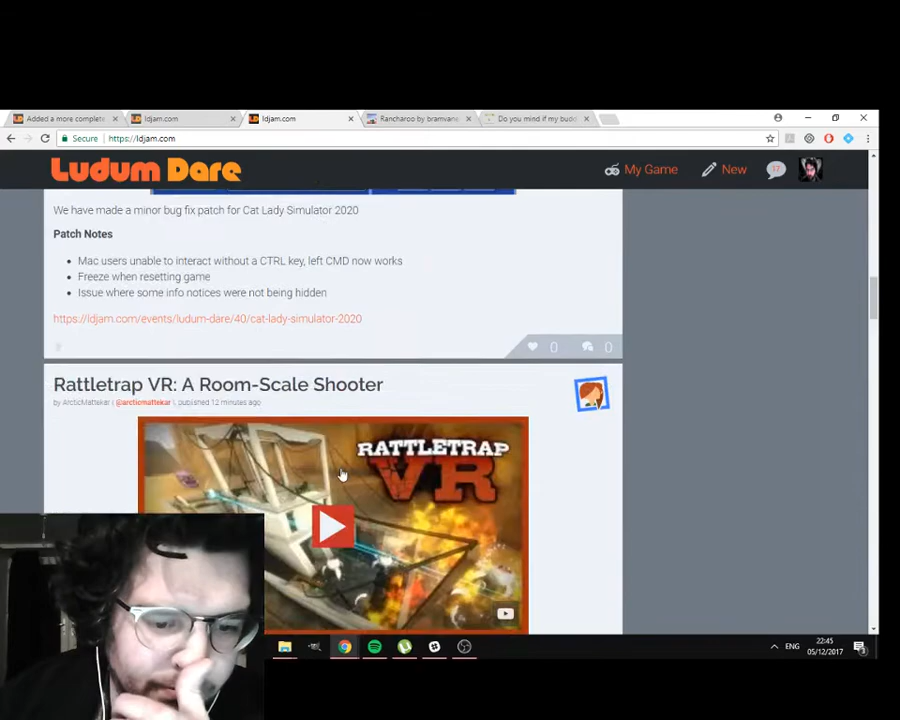 Added a more complete
ldjam.com
ldjam.com
Rancharoo by bramvane
Do you mind if my budd
Secure
https://ldjam.com
Ludum Dare
My Game
New
17
We have made a minor bug fix patch for Cat Lady Simulator 2020
Patch Notes
Mac users unable to interact without a CTRL key, left CMD now works
Freeze when resetting game
Issue where some info notices were not being hidden
https://ldjam.com/events/ludum-dare/40/cat-lady-simulator-2020
0
0
Rattletrap VR: A Room-Scale Shooter
by ArcticMattekar | @arcticmattekar \, published 12 minutes ago
RATTLETRAP
VR
ENG
22:45
05/12/2017